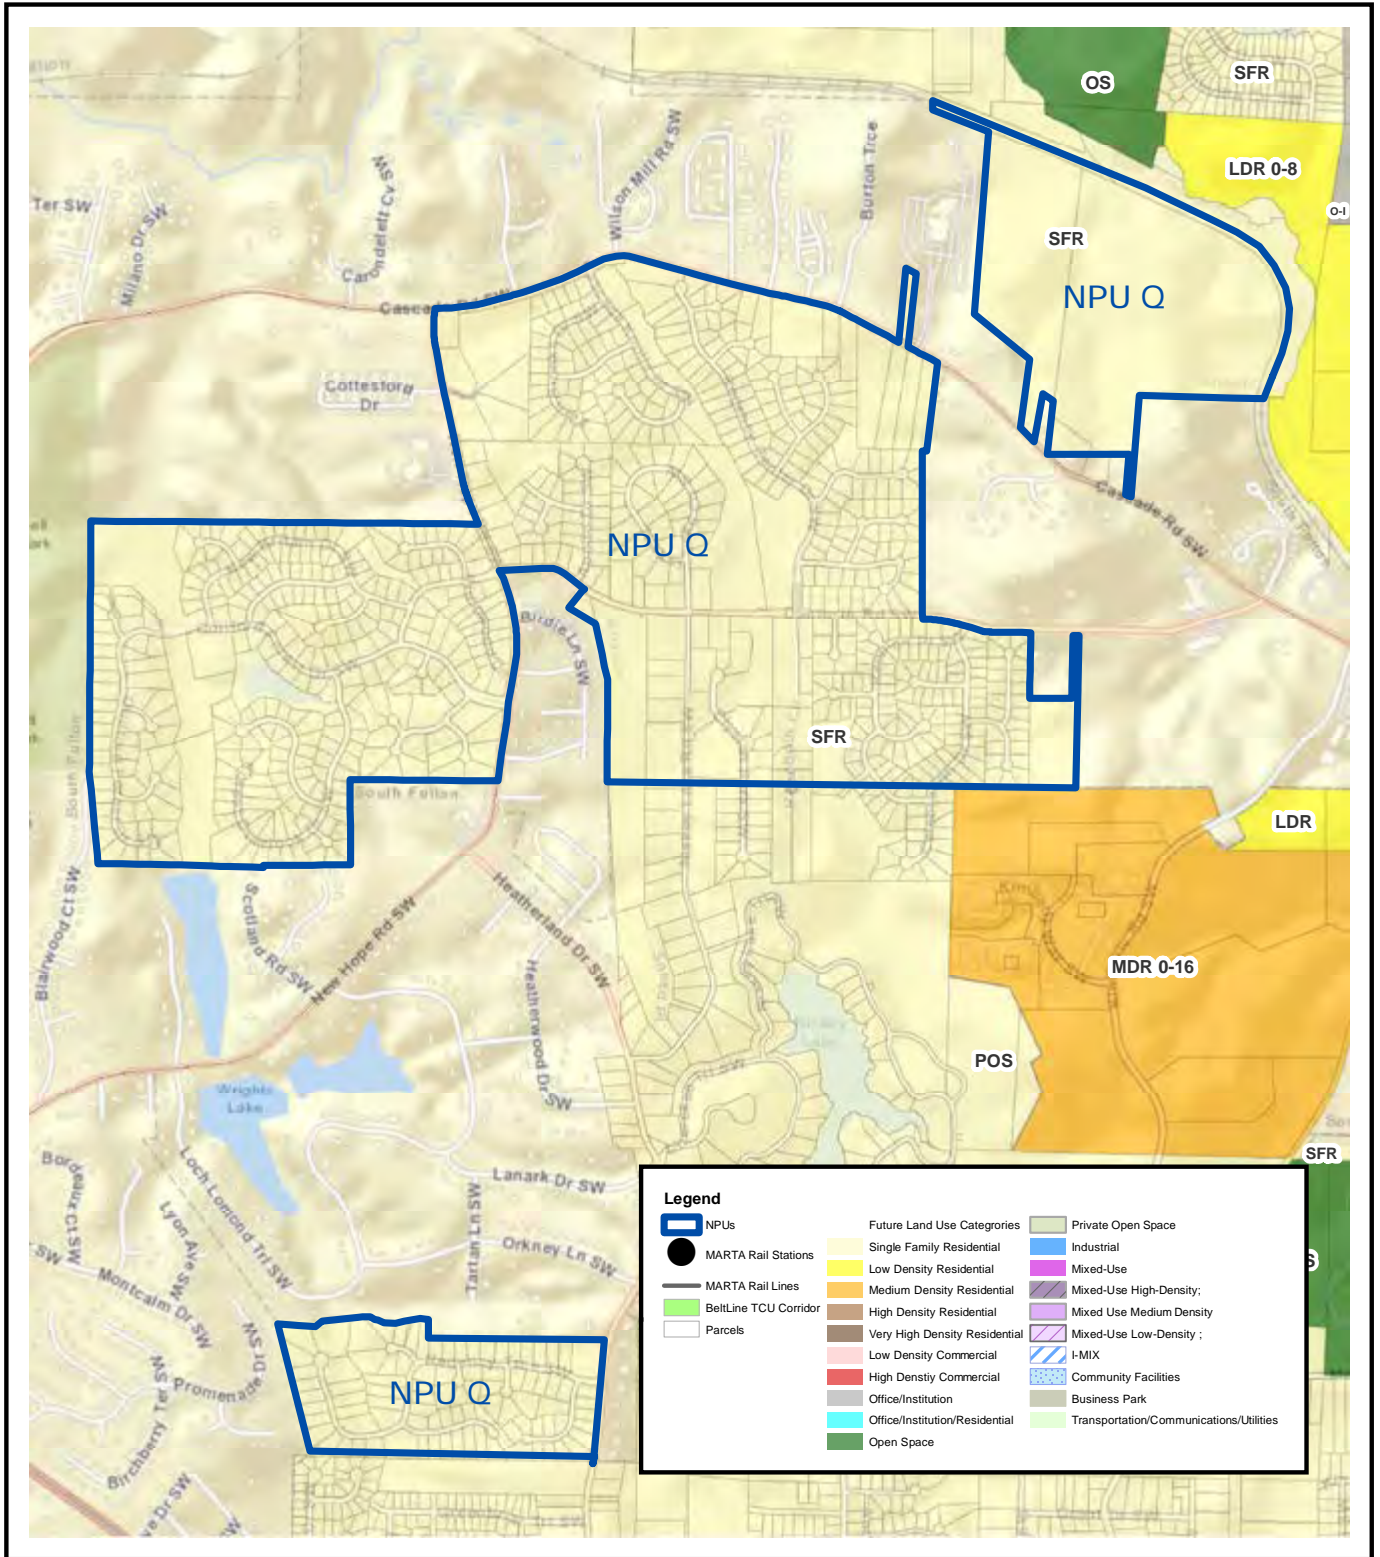 OS
SFR
LDR 0-8
O-I
Ter SW
Milano Dr SW
Carondelett Cv SW
Wilson Mill Rd SW
Burton Trce
SFR
NPU Q
Cascade Rd SW
Cottesford
Dr
NPU Q
Cascade Rd SW
Birdie Ln SW
SFR
South Fulton
South Fulton
LDR
Blairwood Ct SW
Scotland Rd SW
New Hope Rd SW
Heatherland Dr SW
Heatherwood Dr SW
MDR 0-16
POS
Wrights
Lake
Bordeaux Ct SW
Loch Lomond Trl SW
Lyon Ave SW
Lanark Dr SW
Tartan Ln SW
Orkney Ln SW
SW
Montcalm Dr SW
SFR
S
Promenade
Dr SW
Birchberry Ter SW
NPU Q
ve Dr SW
SW
Legend
NPUs
MARTA Rail Stations
MARTA Rail Lines
BeltLine TCU Corridor
Parcels
Future Land Use Categrories
Single Family Residential
Low Density Residential
Medium Density Residential
High Density Residential
Very High Density Residential
Low Density Commercial
High Denstiy Commercial
Office/Institution
Office/Institution/Residential
Open Space
Private Open Space
Industrial
Mixed-Use
Mixed-Use High-Density;
Mixed Use Medium Density
Mixed-Use Low-Density ;
I-MIX
Community Facilities
Business Park
Transportation/Communications/Utilities